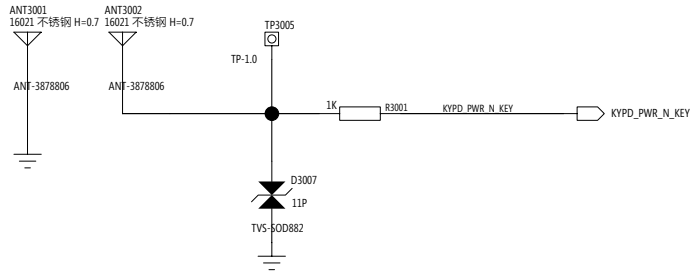 ANT3001
16021 不锈钢 H=0.7
ANT3002
16021 不锈钢 H=0.7
TP3005
TP-1.0
ANT-3878806
ANT-3878806
1K
R3001
KYPD_PWR_N_KEY
KYPD_PWR_N_KEY
D3007
11P
TVS-SOD882